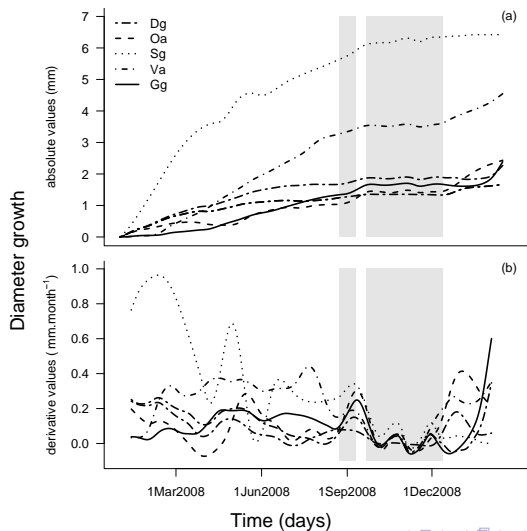 (a)
Dg
Oa
Sg
Va
Gg
7
6
5
4
3
2
1
0
absolute values (mm)
Diameter growth
(b)
1.0
0.8
0.6
0.4
0.2
0.0
derivative values ( mm.month⁻¹)
1Mar2008
1Jun2008
1Sep2008
1Dec2008
Time (days)